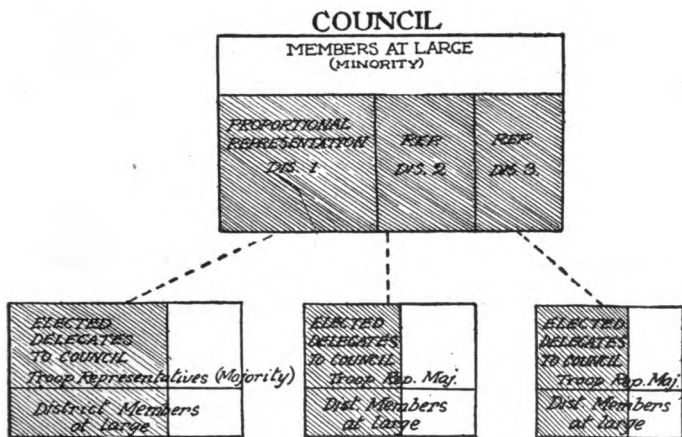 COUNCIL
MEMBERS AT LARGE
(MINORITY)
PROPORTIONAL
REPRESENTATION
DIS. 1
REP.
DIS. 2
REP.
DIS. 3.
ELECTED
DELEGATES
TO COUNCIL
Troop Representatives (Majority)
District Members
at large
ELECTED
DELEGATES
TO COUNCIL
Troop Rep. Maj.
Dist. Members
at large
ELECTED
DELEGATES
TO COUNCIL
Troop Rep. Maj.
Dist. Members
at large